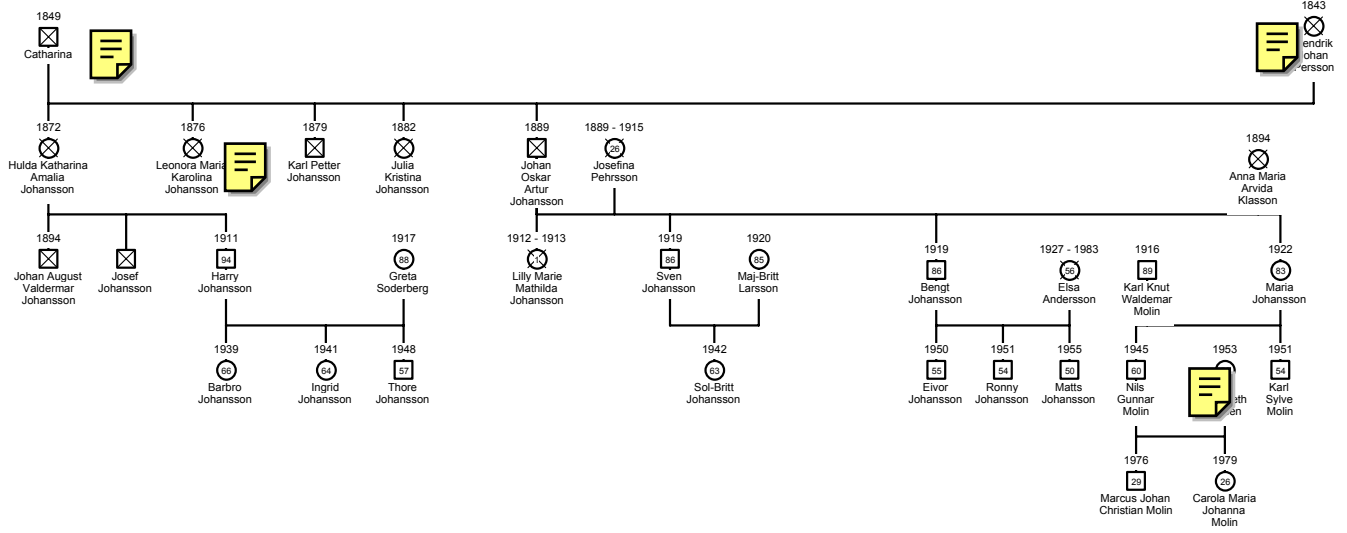 1849
Catharina
1843
1872
Hulda Katharina
Amalia
Johansson
1876
Leonora Maria
Karolina
Johansson
1879
Karl Petter
Johansson
1882
Julia
Kristina
Johansson
1889
Johan
Oskar
Artur
Johansson
1889 - 1915
26
Josefina
Pehrsson
1894
Anna Maria
Arvida
Klasson
1894
Johan August
Valdermar
Johansson
Josef
Johansson
1911
94
Harry
Johansson
1917
88
Greta
Soderberg
1912 - 1913
1
Lilly Marie
Mathilda
Johansson
1919
86
Sven
Johansson
1920
85
Maj-Britt
Larsson
1919
86
Bengt
Johansson
1927 - 1983
56
Elsa
Andersson
1916
89
Karl Knut
Waldemar
Molin
1922
83
Maria
Johansson
1939
66
Barbro
Johansson
1941
64
Ingrid
Johansson
1948
57
Thore
Johansson
1942
63
Sol-Britt
Johansson
1950
55
Eivor
Johansson
1951
54
Ronny
Johansson
1955
50
Matts
Johansson
1945
60
Nils
Gunnar
Molin
1953
1951
54
Karl
Sylve
Molin
1976
29
Marcus Johan
Christian Molin
1979
26
Carola Maria
Johanna
Molin